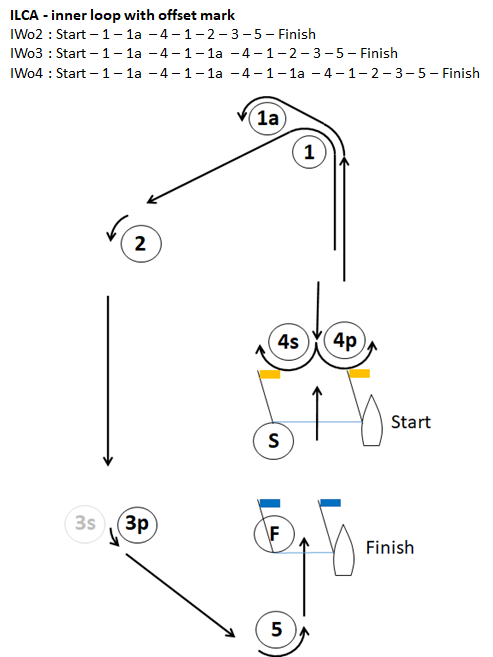 ILCA - inner loop with offset mark
IWo2 : Start – 1 – 1a – 4 – 1 – 2 – 3 – 5 – Finish
IWo3 : Start – 1 – 1a – 4 – 1 – 1a – 4 – 1 – 2 – 3 – 5 – Finish
IWo4 : Start – 1 – 1a – 4 – 1 – 1a – 4 – 1 – 1a – 4 – 1 – 2 – 3 – 5 – Finish
1a
1
2
4s
4p
Start
S
3s
3p
F
Finish
5